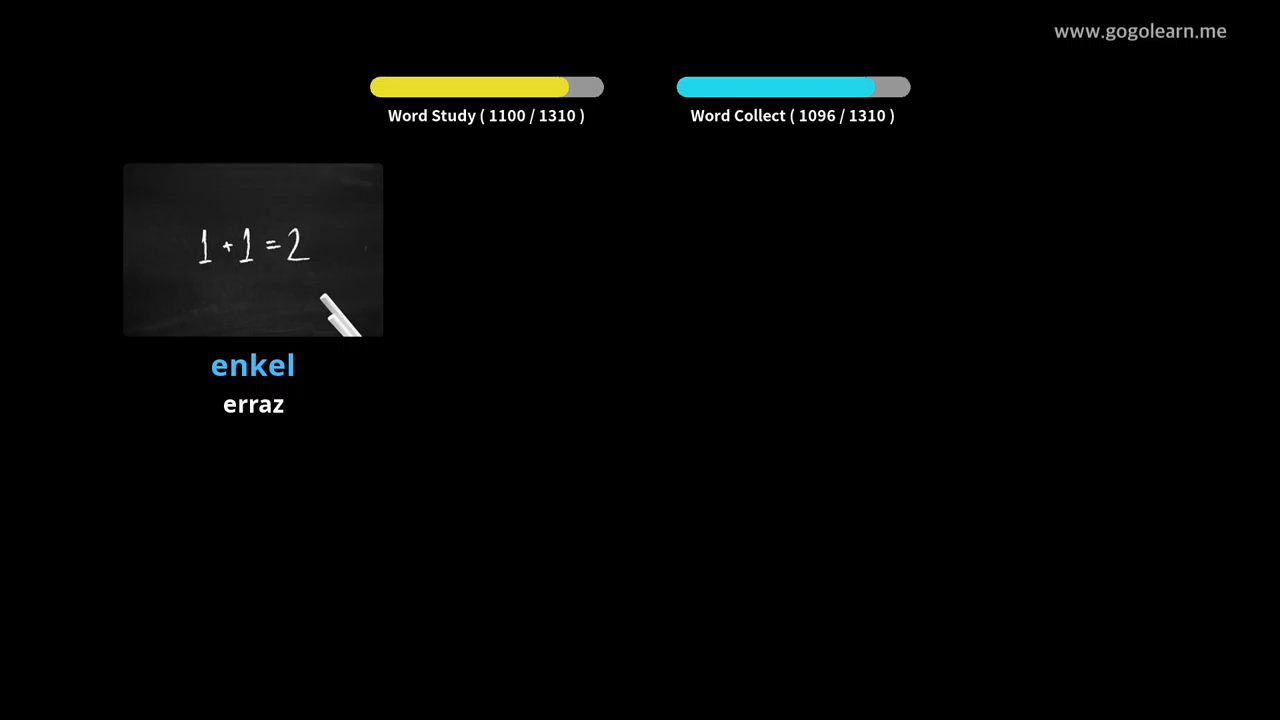 www.gogolearn.me
Word Study ( 1100 / 1310 )
Word Collect ( 1096 / 1310 )
1 + 1 = 2
enkel
erraz